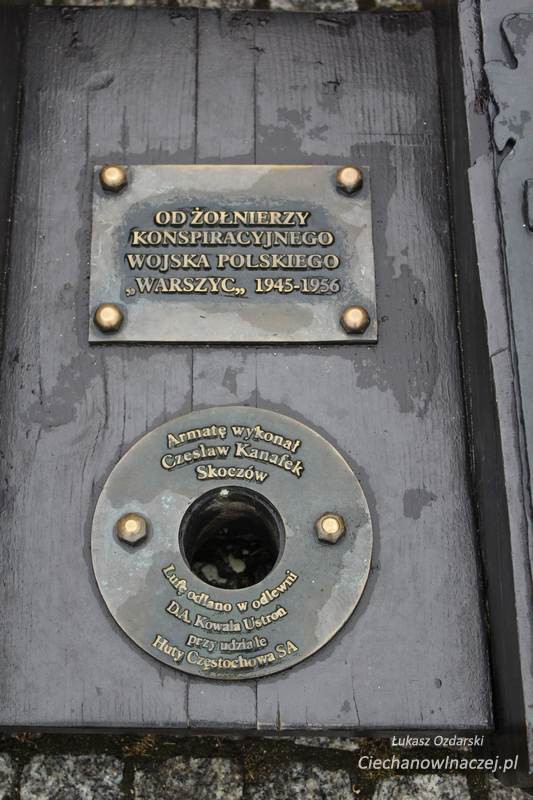 OD ŻOŁNIERZY
KONSPIRACYJNEGO
WOJSKA POLSKIEGO
„WARSZYC„ 1945-1956
Armatę wykonał
Czesław Kanafek
Skoczów
Lufę odlano w odlewni
D.A. Kowala Ustroń
przy udziale
Huty Częstochowa SA
Łukasz Ozdarski
CiechanowInaczej.pl